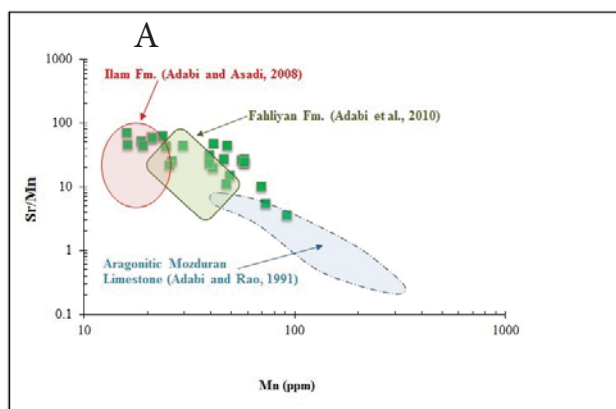 A
Ilam Fm. (Adabi and Asadi, 2008)
Fahliyan Fm. (Adabi et al., 2010)
1000
100
10
1
0.1
Sr/Mn
Aragonitic Mozduran
Limestone (Adabi and Rao, 1991)
10
100
1000
Mn (ppm)